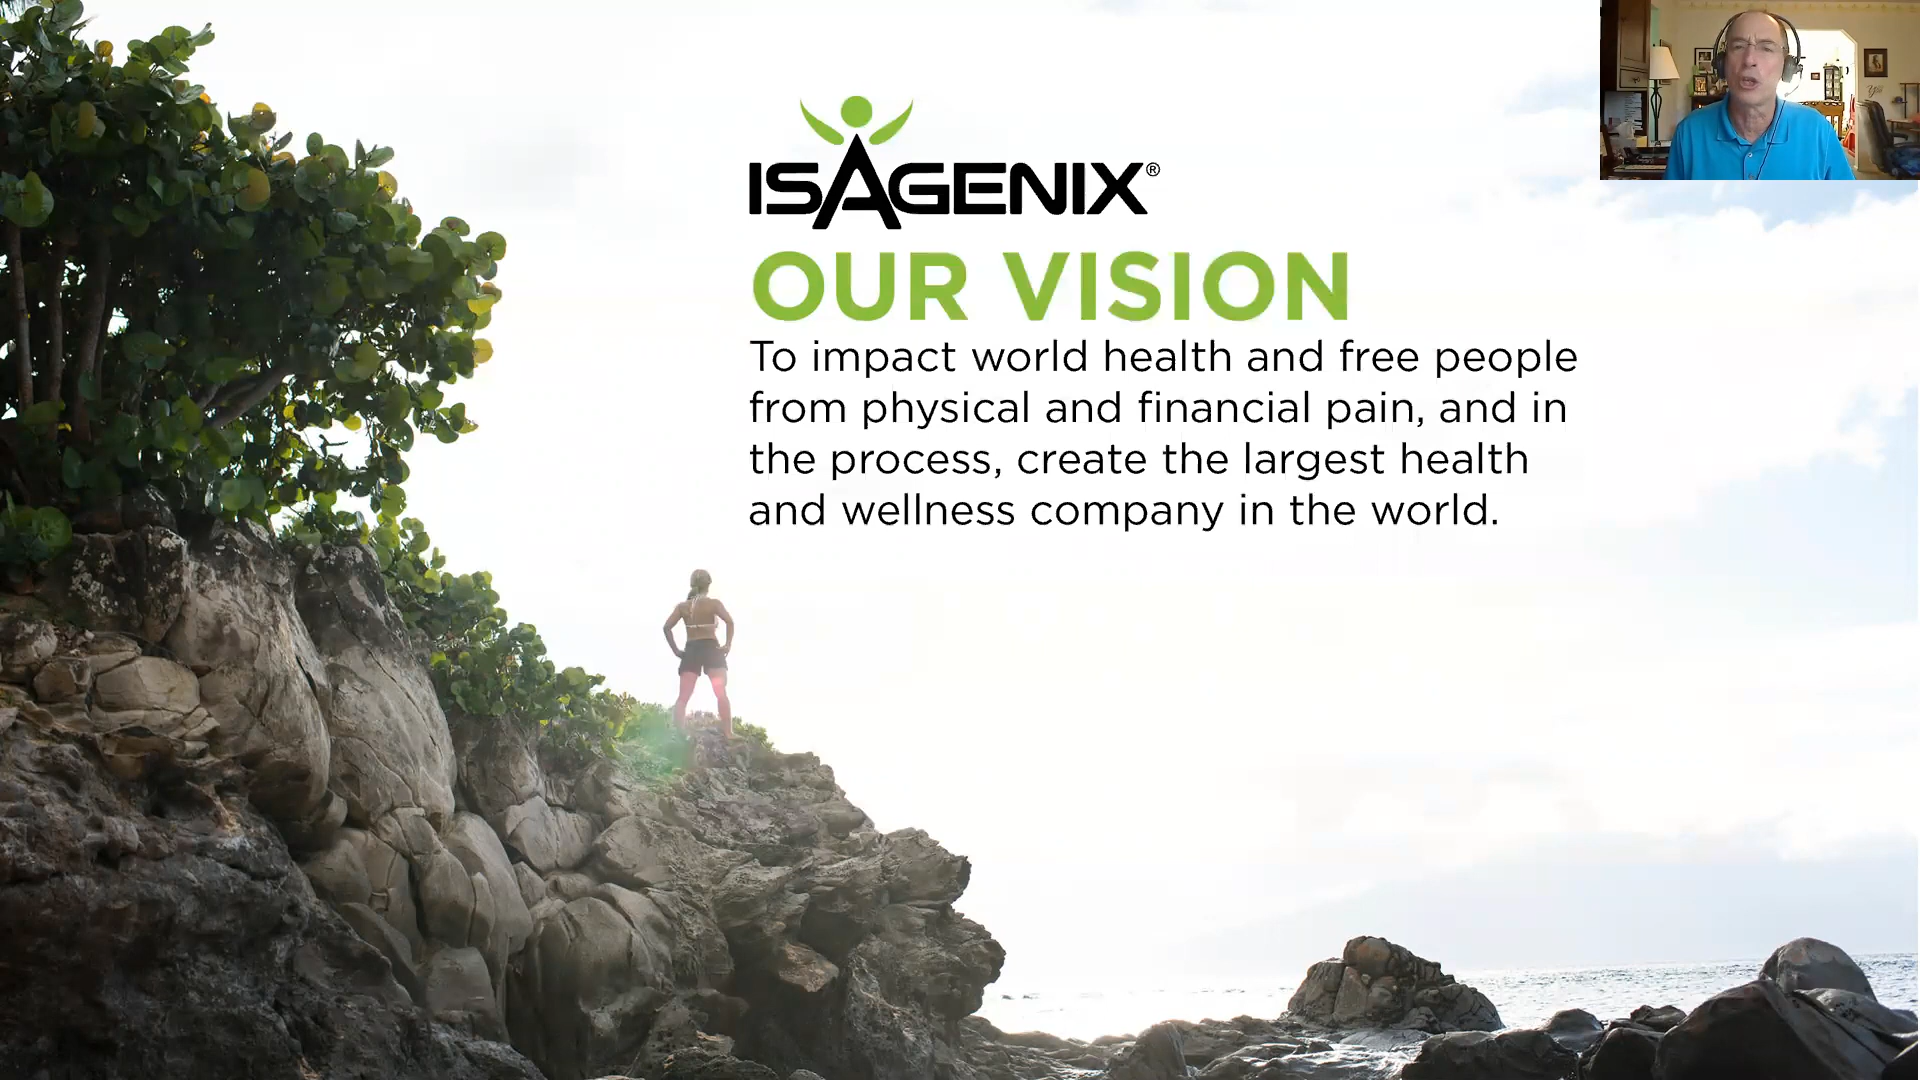 ISAGENIX®
OUR VISION
To impact world health and free people
from physical and financial pain, and in
the process, create the largest health
and wellness company in the world.